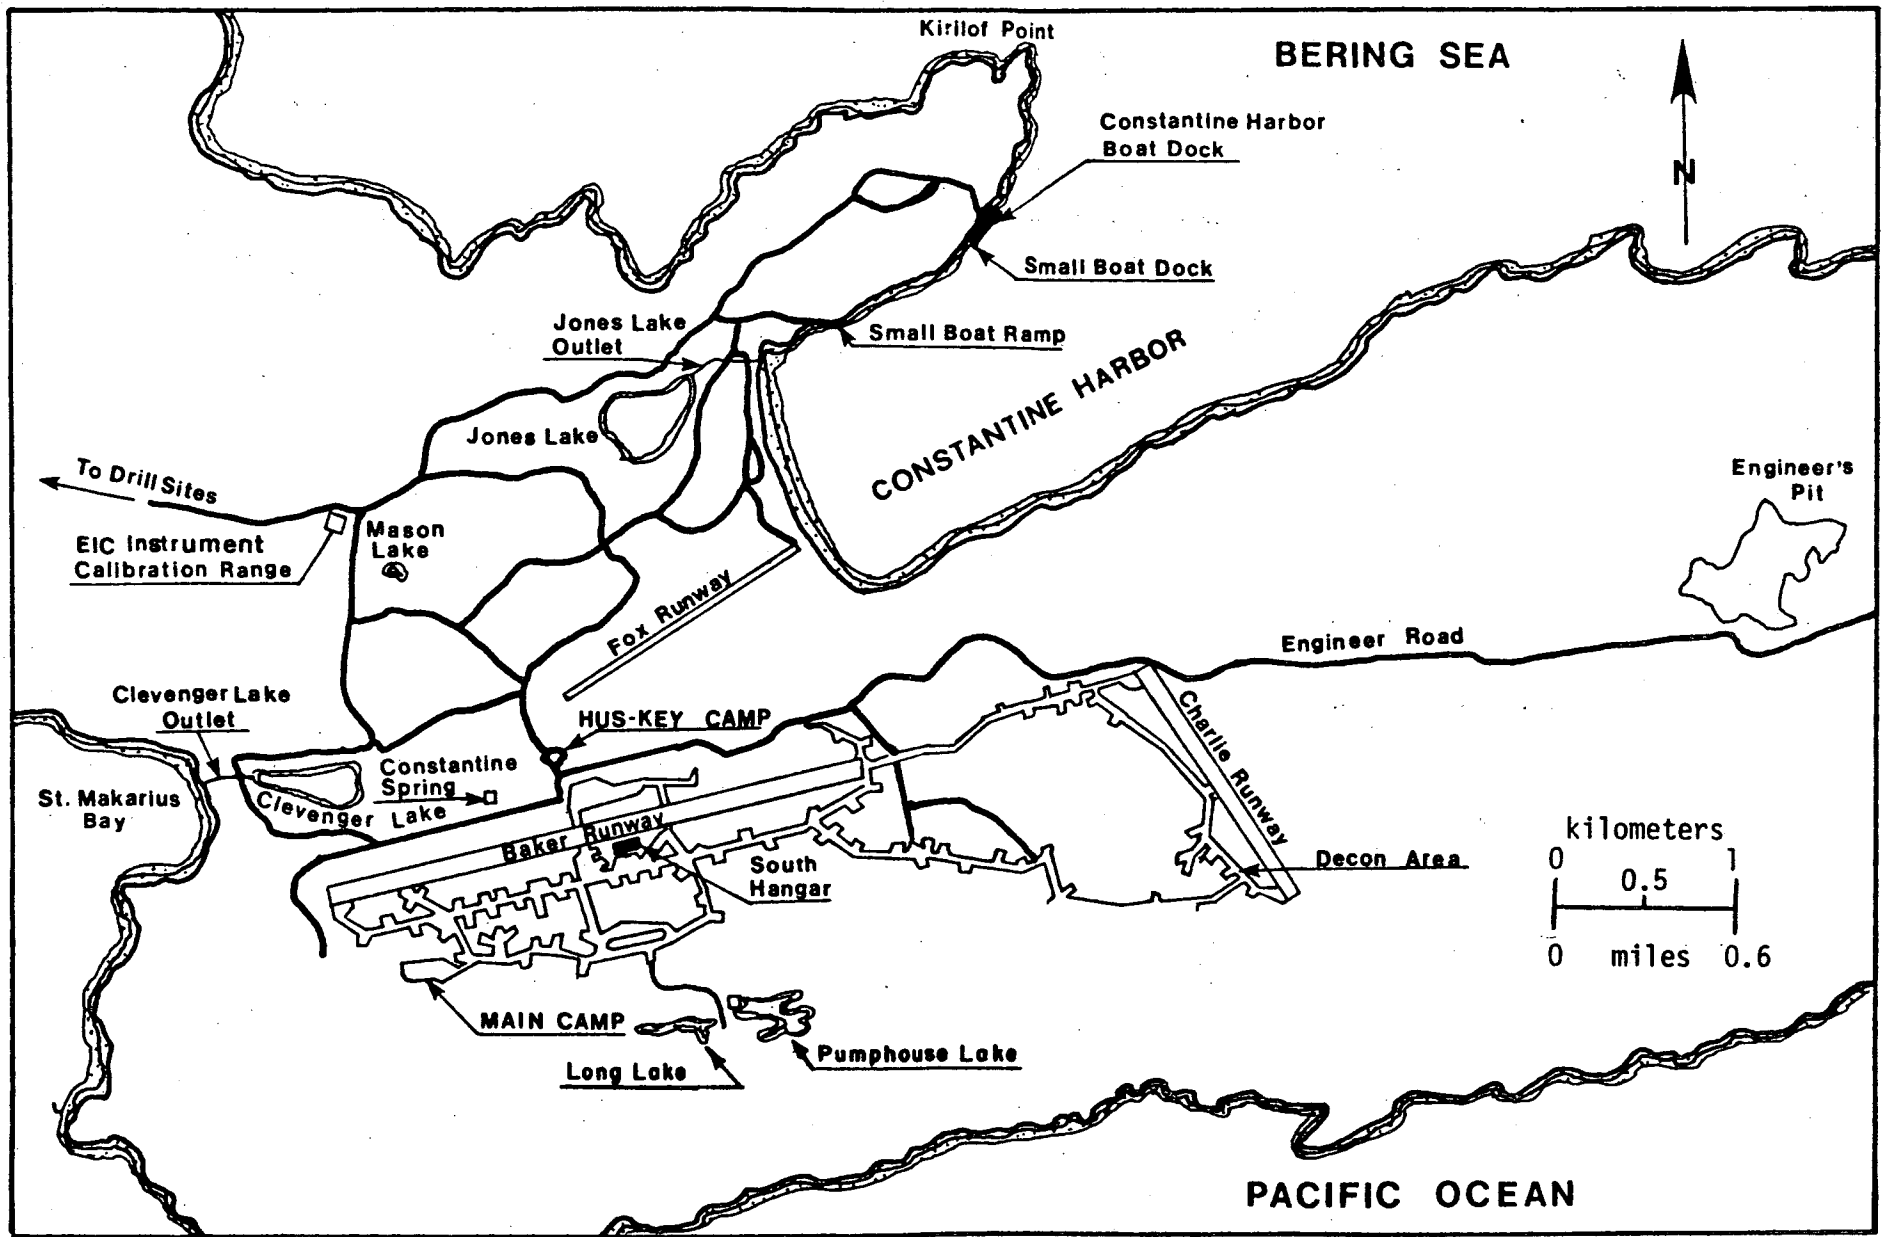 Kirilof Point
BERING SEA
Constantine Harbor
Boat Dock
N
Small Boat Dock
Jones Lake
Outlet
Small Boat Ramp
CONSTANTINE HARBOR
Jones Lake
To Drill Sites
Engineer's
Pit
Mason
Lake
EIC Instrument
Calibration Range
Fox Runway
Engineer Road
Clevenger Lake
Outlet
HUS-KEY CAMP
Charlie Runway
Constantine
Spring
St. Makarius
Bay
Clevenger Lake
Baker Runway
South
Hangar
Decon Area
kilometers
0 1
0.5
0 miles 0.6
MAIN CAMP
Long Lake
Pumphouse Lake
PACIFIC OCEAN